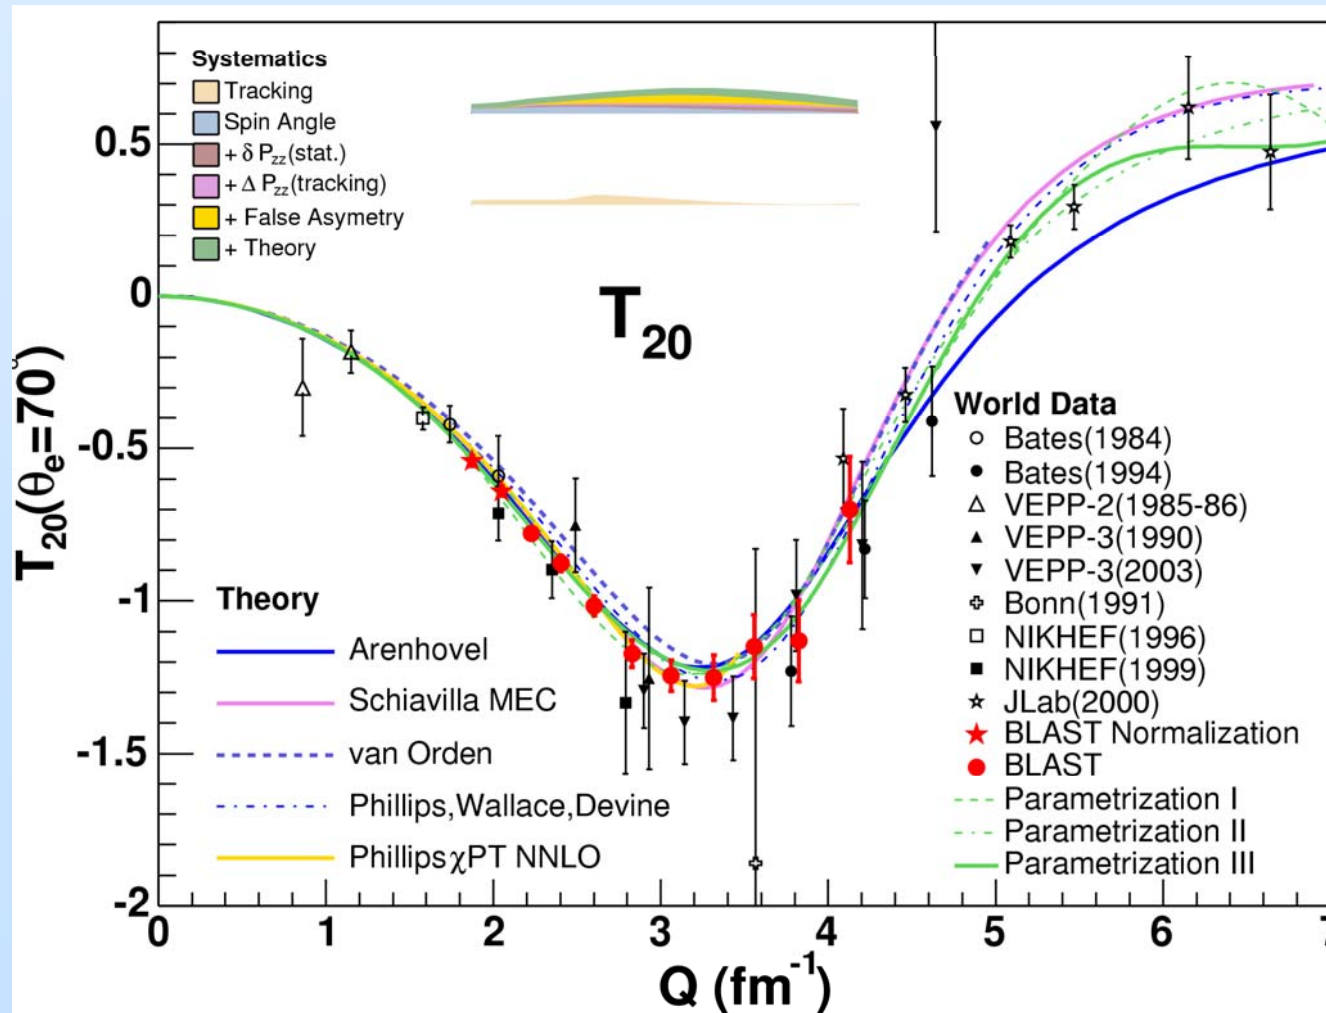 Systematics
Tracking
Spin Angle
+ δ Pzz(stat.)
+ Δ Pzz(tracking)
+ False Asymetry
+ Theory
T20
0.5
0
-0.5
-1
-1.5
-2
T20(θe=70°)
Theory
Arenhovel
Schiavilla MEC
van Orden
Phillips,Wallace,Devine
Phillips χPT NNLO
World Data
Bates(1984)
Bates(1994)
VEPP-2(1985-86)
VEPP-3(1990)
VEPP-3(2003)
Bonn(1991)
NIKHEF(1996)
NIKHEF(1999)
JLab(2000)
BLAST Normalization
BLAST
Parametrization I
Parametrization II
Parametrization III
0 1 2 3 4 5 6 7
Q (fm-1)